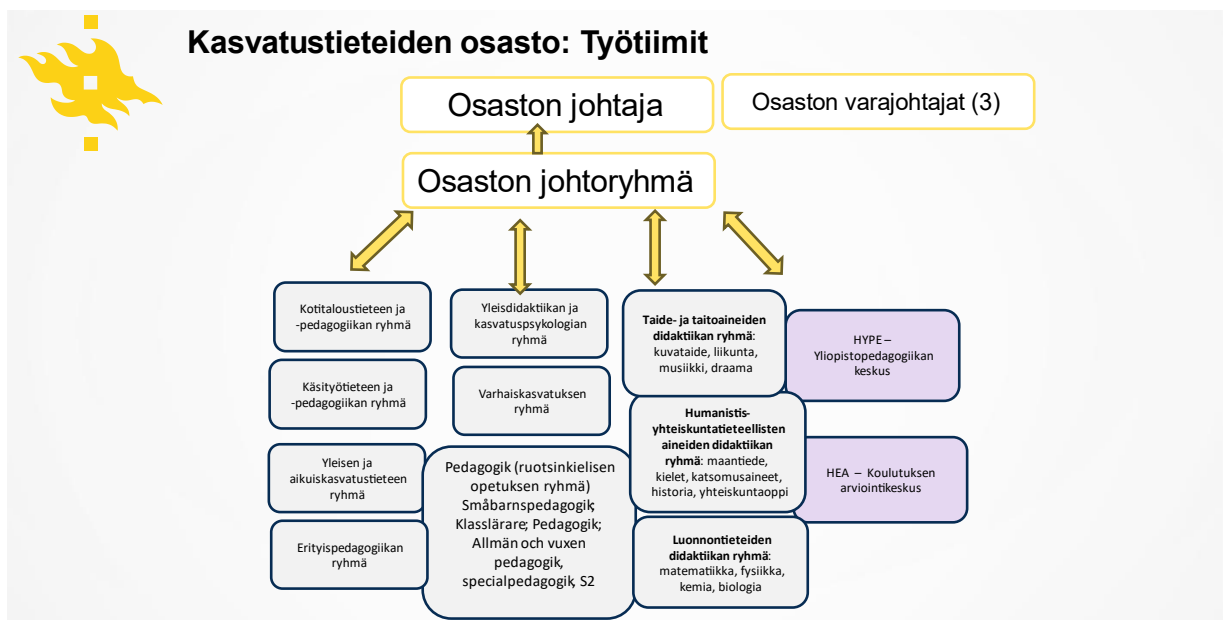 Kasvatustieteiden osasto: Työtiimit
Osaston johtaja
Osaston varajohtajat (3)
Osaston johtoryhmä
Kotitaloustieteen ja
-pedagogiikan ryhmä
Käsityötieteen ja
-pedagogiikan ryhmä
Yleisen ja
aikuiskasvatustieteen
ryhmä
Erityispedagogiikan
ryhmä
Yleisdidaktiikan ja
kasvatuspsykologian
ryhmä
Varhaiskasvatuksen
ryhmä
Pedagogik (ruotsinkielisen
opetuksen ryhmä)
Småbarnspedagogik;
Klasslärare; Pedagogik;
Allmän och vuxen
pedagogik,
specialpedagogik, S2
Taide- ja taitoaineiden
didaktiikan ryhmä:
kuvataide, liikunta,
musiikki, draama
Humanistis-
yhteiskuntatieteellisten
aineiden didaktiikan
ryhmä: maantiede,
kielet, katsomusaineet,
historia, yhteiskuntaoppi
Luonnontieteiden
didaktiikan ryhmä:
matematiikka, fysiikka,
kemia, biologia
HYPE –
Yliopistopedagogiikan
keskus
HEA – Koulutuksen
arviointikeskus